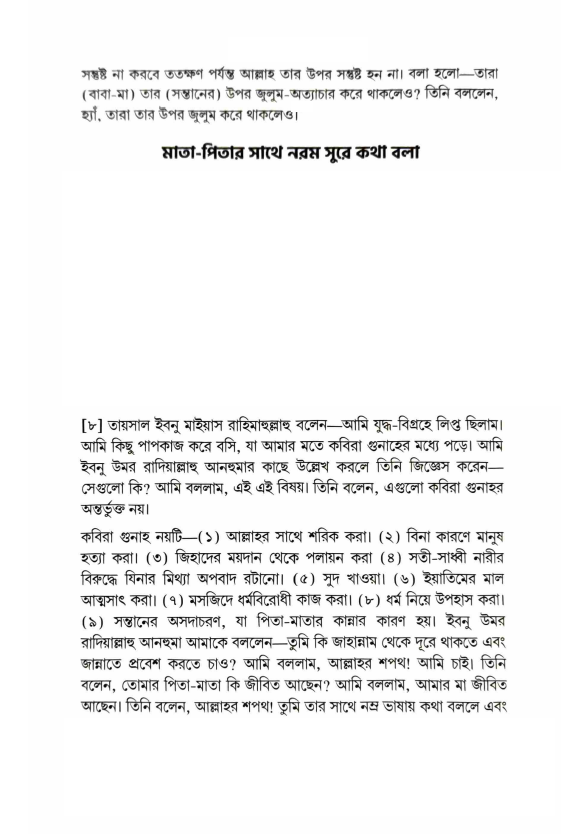 সন্তুষ্ট না করবে ততক্ষণ পর্যন্ত আল্লাহ তার উপর সন্তুষ্ট হন না। বলা হলো—তারা
(বাবা-মা) তার (সন্তানের) উপর জুলুম-অত্যাচার করে থাকলেও? তিনি বললেন,
হ্যাঁ, তারা তার উপর জুলুম করে থাকলেও।
মাতা-পিতার সাথে নরম সুরে কথা বলা
[৮] তায়সাল ইবনু মাইয়াস রাহিমাহুল্লাহ বলেন—আমি যুদ্ধ-বিগ্রহে লিপ্ত ছিলাম।
আমি কিছু পাপকাজ করে বসি, যা আমার মতে কবিরা গুনাহের মধ্যে পড়ে। আমি
ইবনু উমর রাদিয়াল্লাহু আনহুমার কাছে উল্লেখ করলে তিনি জিজ্ঞেস করেন—
সেগুলো কি? আমি বললাম, এই এই বিষয়। তিনি বলেন, এগুলো কবিরা গুনাহর
অন্তর্ভুক্ত নয়।
কবিরা গুনাহ নয়টি—(১) আল্লাহর সাথে শরিক করা। (২) বিনা কারণে মানুষ
হত্যা করা। (৩) জিহাদের ময়দান থেকে পলায়ন করা (৪) সতী-সাধ্বী নারীর
বিরুদ্ধে যিনার মিথ্যা অপবাদ রটানো। (৫) সুদ খাওয়া। (৬) ইয়াতিমের মাল
আত্মসাৎ করা। (৭) মসজিদে ধর্মবিরোধী কাজ করা। (৮) ধর্ম নিয়ে উপহাস করা।
(৯) সন্তানের অসদাচরণ, যা পিতা-মাতার কান্নার কারণ হয়। ইবনু উমর
রাদিয়াল্লাহু আনহুমা আমাকে বললেন—তুমি কি জাহান্নাম থেকে দূরে থাকতে এবং
জান্নাতে প্রবেশ করতে চাও? আমি বললাম, আল্লাহর শপথ! আমি চাই। তিনি
বলেন, তোমার পিতা-মাতা কি জীবিত আছেন? আমি বললাম, আমার মা জীবিত
আছেন। তিনি বলেন, আল্লাহর শপথ! তুমি তার সাথে নম্র ভাষায় কথা বললে এবং